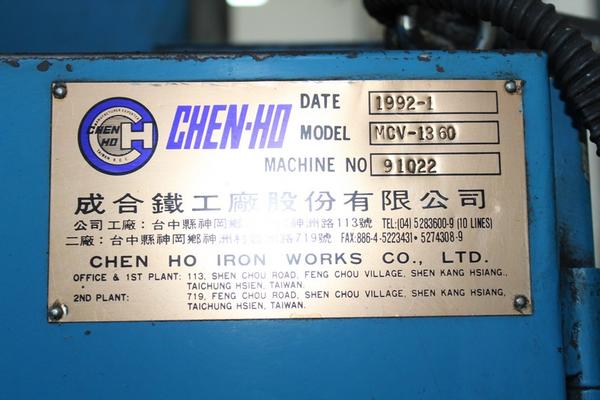 MANUFACTURER EXPORTER
CHEN HO
TAIWAN R.O.C.
CH
CHEN-HO
DATE 1992-1
MODEL MCV-1360
MACHINE NO 91022
成合鐵工廠股份有限公司
公司工廠：台中縣神岡鄉 神洲路113號 TEL:(04) 5283600-9 (10 LINES)
二廠：台中縣神岡鄉神洲村 路719號 FAX:886-4-5223431・5274308-9
CHEN HO IRON WORKS CO., LTD.
OFFICE & 1ST PLANT: 113, SHEN CHOU ROAD, FENG CHOU VILLAGE, SHEN KANG HSIANG.,
TAICHUNG HSIEN, TAIWAN.
2ND PLANT: 719, FENG CHOU ROAD, SHEN CHOU VILLAGE, SHEN KANG HSIANG,
TAICHUNG HSIEN, TAIWAN.